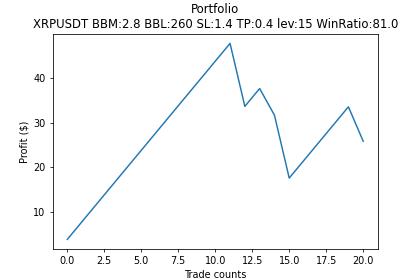 Portfolio
XRPUSDT BBM:2.8 BBL:260 SL:1.4 TP:0.4 lev:15 WinRatio:81.0
40
30
20
10
Profit ($)
0.0 2.5 5.0 7.5 10.0 12.5 15.0 17.5 20.0
Trade counts